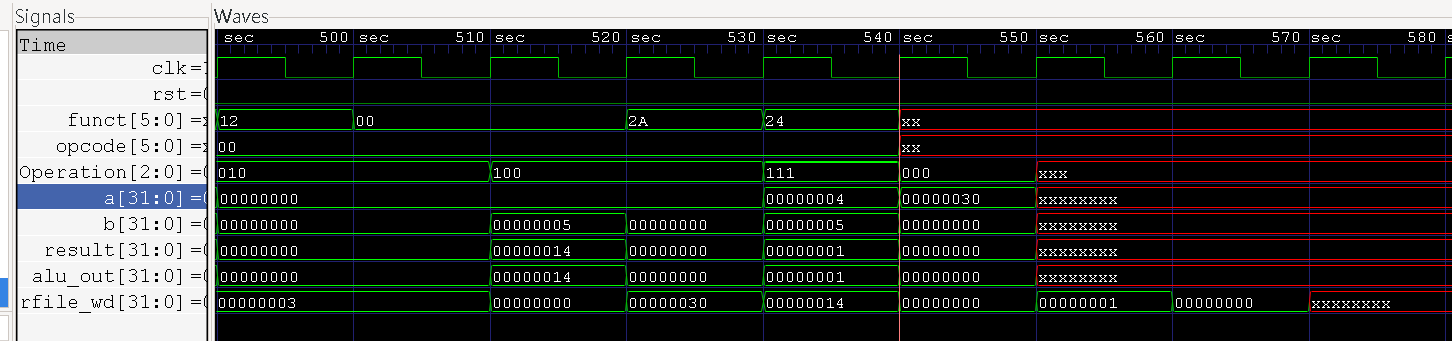 Signals Waves
Time sec 500 sec 510 sec 520 sec 530 sec 540 sec 550 sec 560 sec 570 sec 580
clk=
rst=
funct[5:0]=x 12 00 2A 24 xx
opcode[5:0]=x 00 xx
Operation[2:0]=0 010 100 111 000 xxx
a[31:0]=0 00000000 00000004 00000030 xxxxxxxx
b[31:0]=0 00000000 00000005 00000000 00000005 00000000 xxxxxxxx
result[31:0]=0 00000000 00000014 00000000 00000001 00000000 xxxxxxxx
alu_out[31:0]=0 00000000 00000014 00000000 00000001 00000000 xxxxxxxx
rfile_wd[31:0]=0 00000003 00000000 00000030 00000014 00000000 00000001 00000000 xxxxxxxx